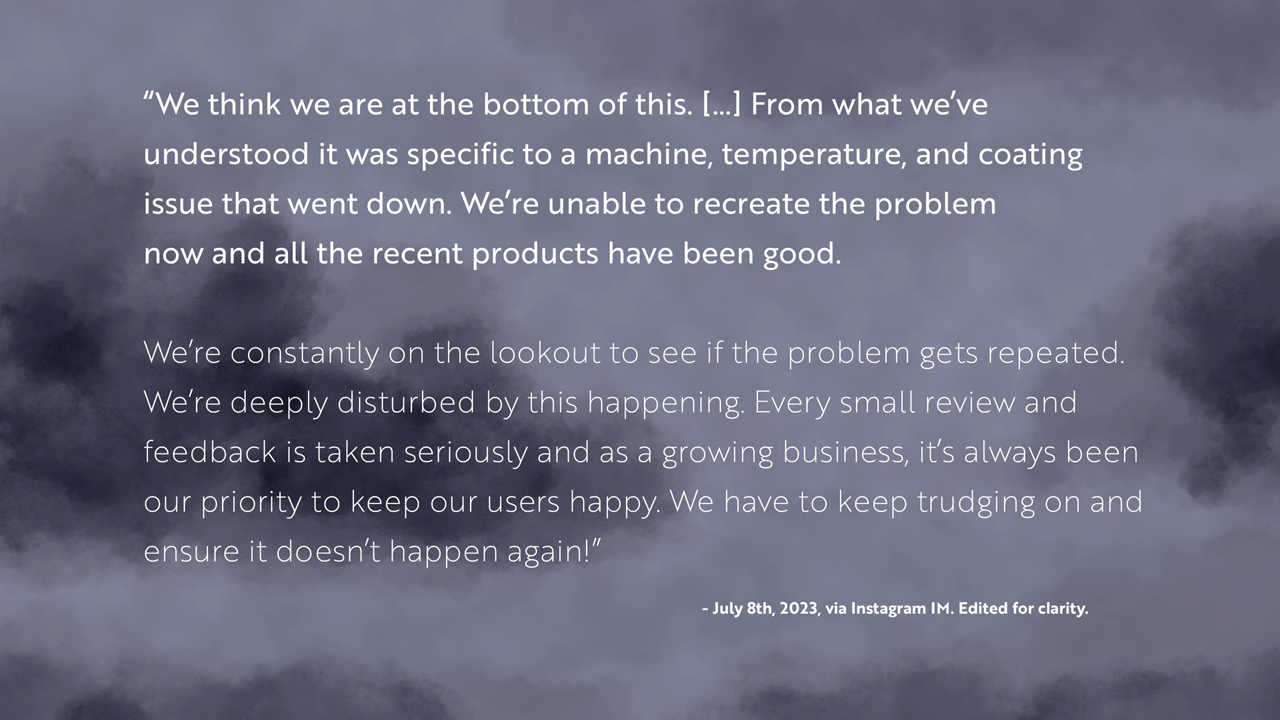 “We think we are at the bottom of this. [...] From what we’ve
understood it was specific to a machine, temperature, and coating
issue that went down. We’re unable to recreate the problem
now and all the recent products have been good.
We’re constantly on the lookout to see if the problem gets repeated.
We’re deeply disturbed by this happening. Every small review and
feedback is taken seriously and as a growing business, it’s always been
our priority to keep our users happy. We have to keep trudging on and
ensure it doesn’t happen again!”
- July 8th, 2023, via Instagram IM. Edited for clarity.